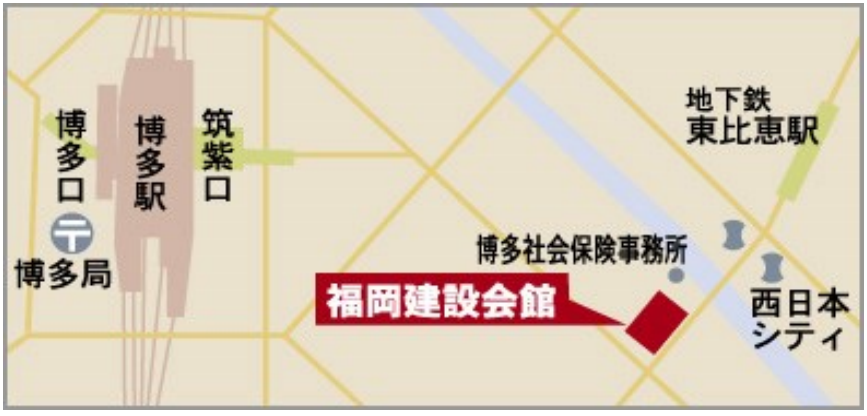 博多口
博多駅
筑紫口
地下鉄
東比恵駅
〒
博多局
博多社会保険事務所
福岡建設会館
西日本
シティ